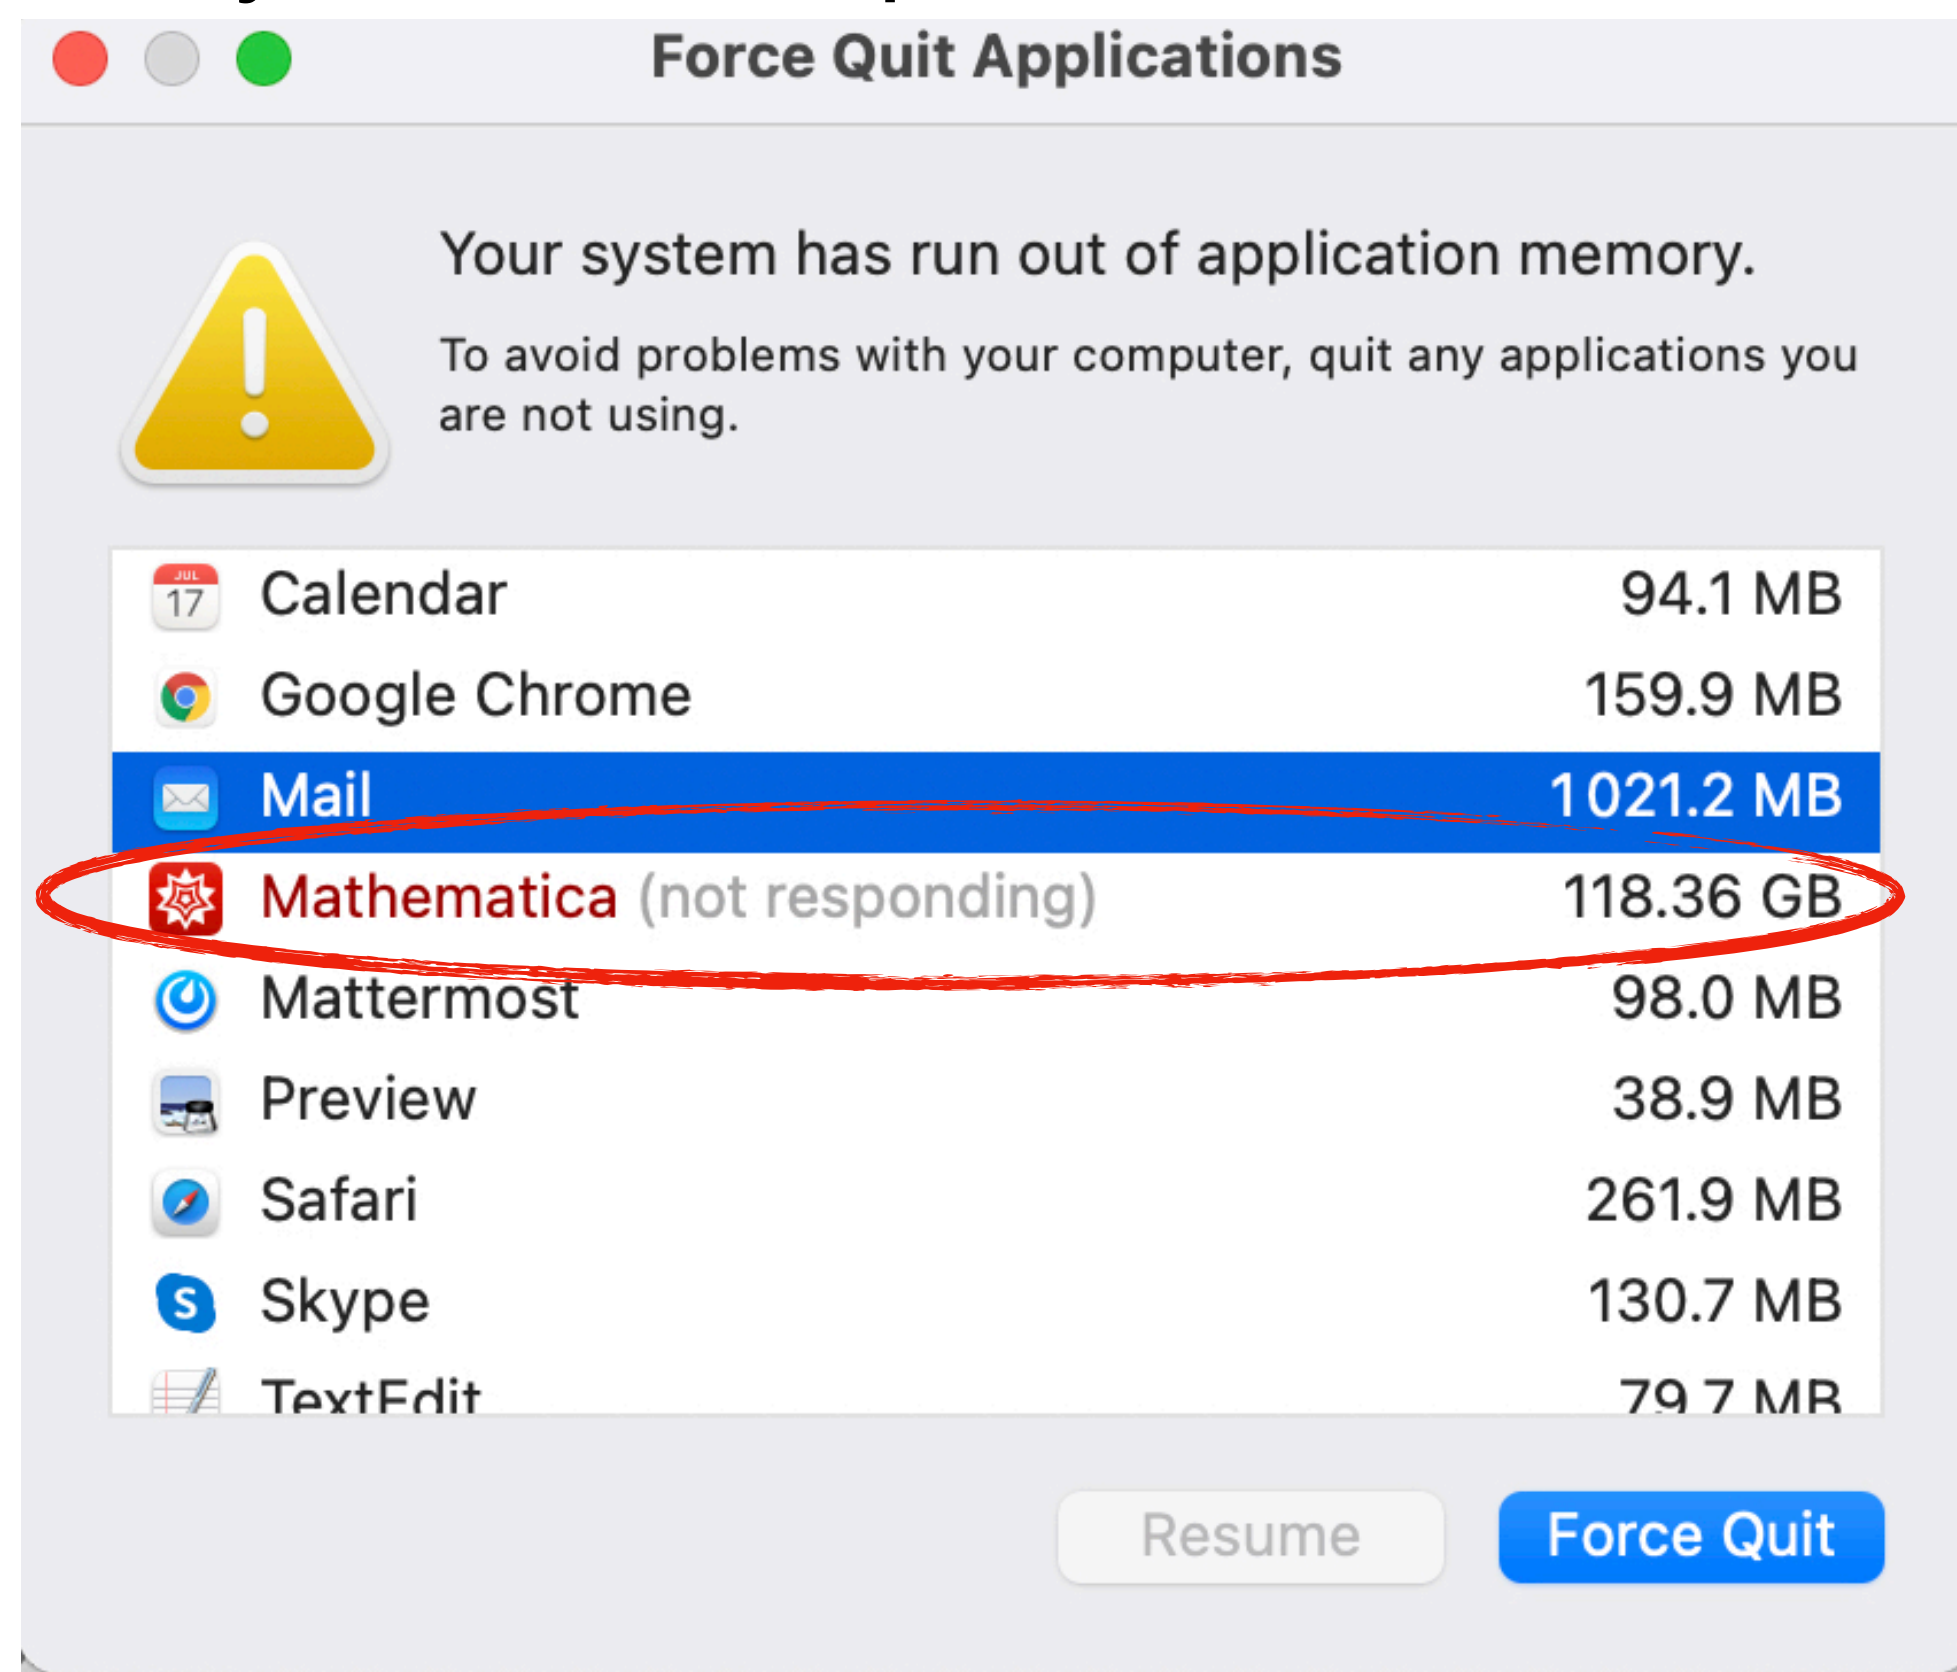 Force Quit Applications
Your system has run out of application memory.
To avoid problems with your computer, quit any applications you
are not using.
JUL
17
Calendar 94.1 MB
Google Chrome 159.9 MB
Mail 1 021.2 MB
Mathematica (not responding) 118.36 GB
Mattermost 98.0 MB
Preview 38.9 MB
Safari 261.9 MB
S
Skype 130.7 MB
TextEdit 79.7 MB
Resume
Force Quit